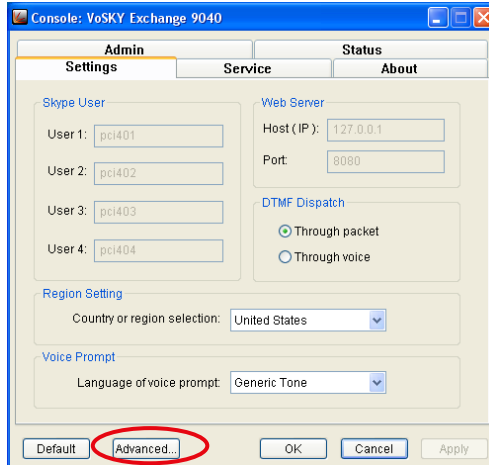 Console: VoSKY Exchange 9040
Admin Status
Settings Service About
Skype User
User 1: pci401
User 2: pci402
User 3: pci403
User 4: pci404
Web Server
Host ( IP ): 127.0.0.1
Port: 8080
DTMF Dispatch
Through packet
Through voice
Region Setting
Country or region selection: United States
Voice Prompt
Language of voice prompt: Generic Tone
Default Advanced... OK Cancel Apply